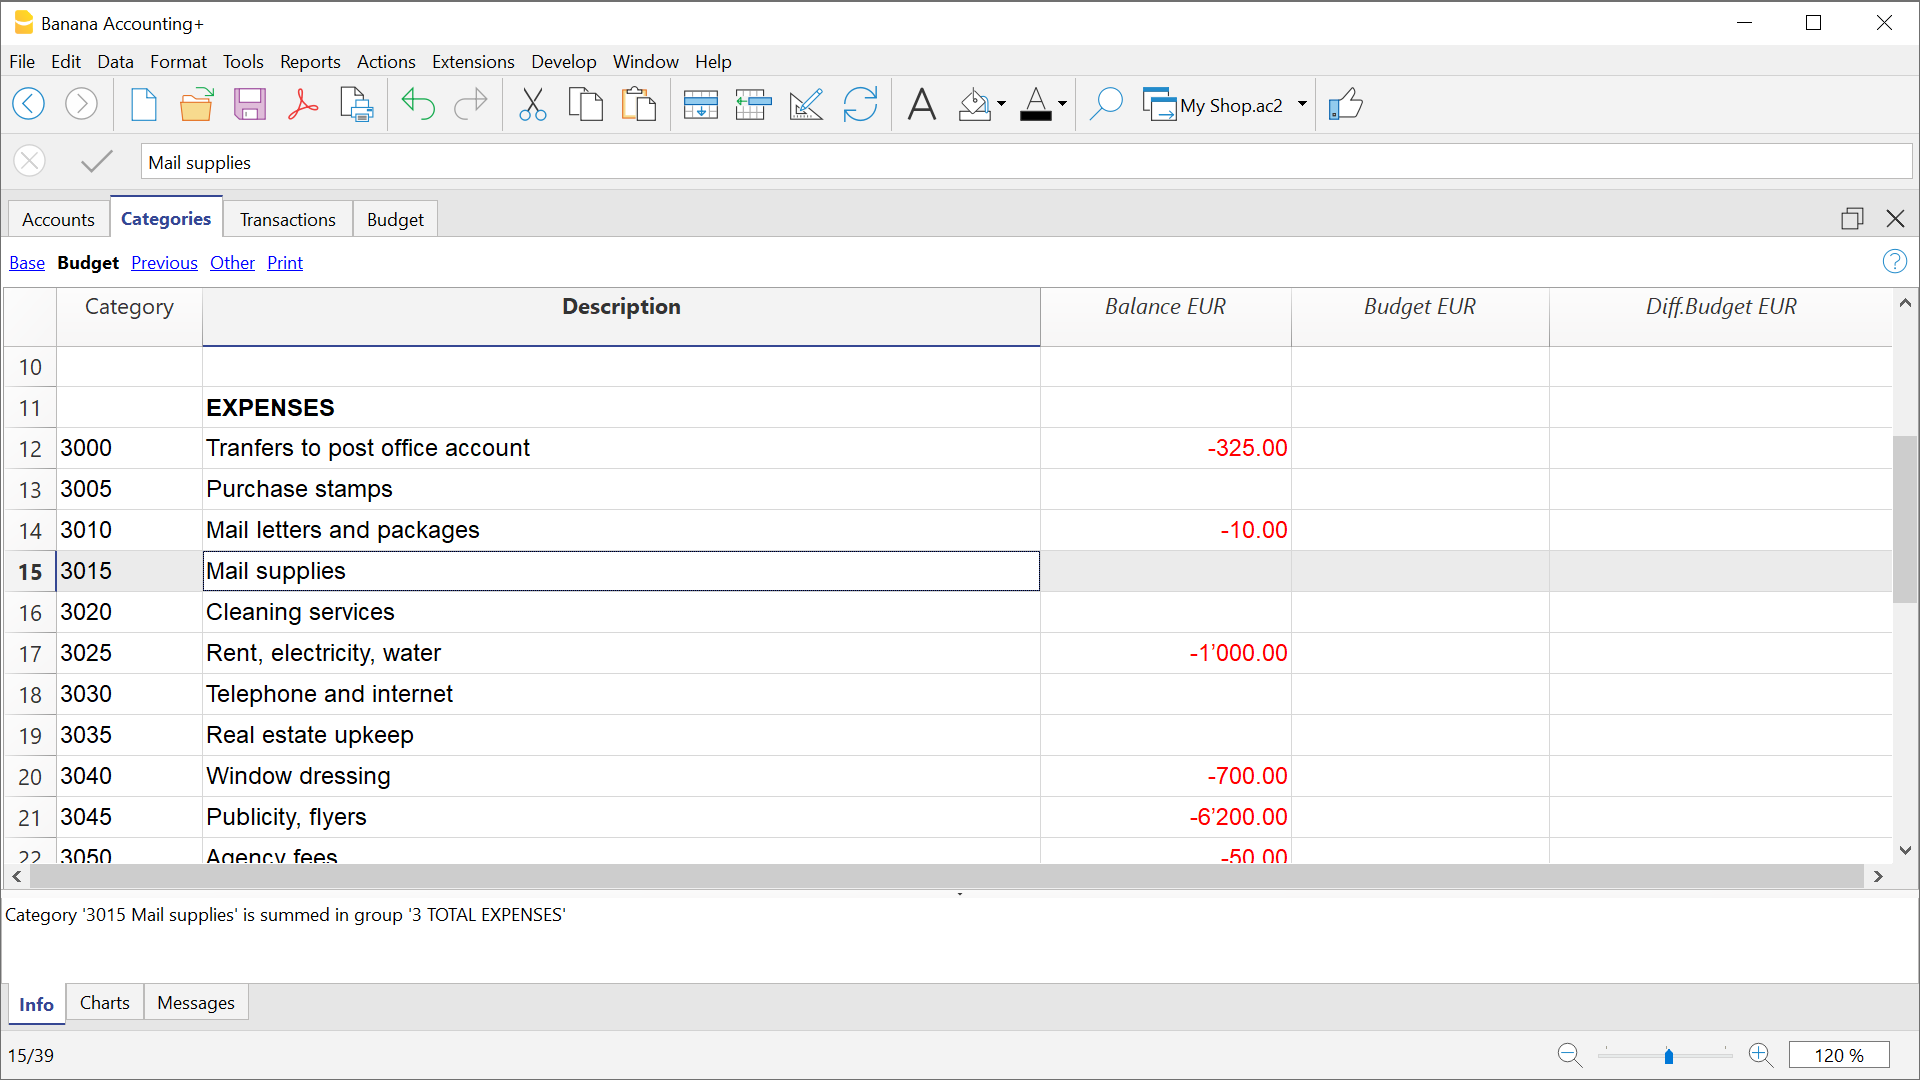 Banana Accounting+
File Edit Data Format Tools Reports Actions Extensions Develop Window Help
My Shop.ac2
Mail supplies
Accounts Categories Transactions Budget
Base Budget Previous Other Print
Category Description Balance EUR Budget EUR Diff.Budget EUR
10
11 EXPENSES
12 3000 Tranfers to post office account -325.00
13 3005 Purchase stamps
14 3010 Mail letters and packages -10.00
15 3015 Mail supplies
16 3020 Cleaning services
17 3025 Rent, electricity, water -1’000.00
18 3030 Telephone and internet
19 3035 Real estate upkeep
20 3040 Window dressing -700.00
21 3045 Publicity, flyers -6’200.00
22 3050 Agency fees -50.00
Category '3015 Mail supplies' is summed in group '3 TOTAL EXPENSES'
Info Charts Messages
15/39 120 %